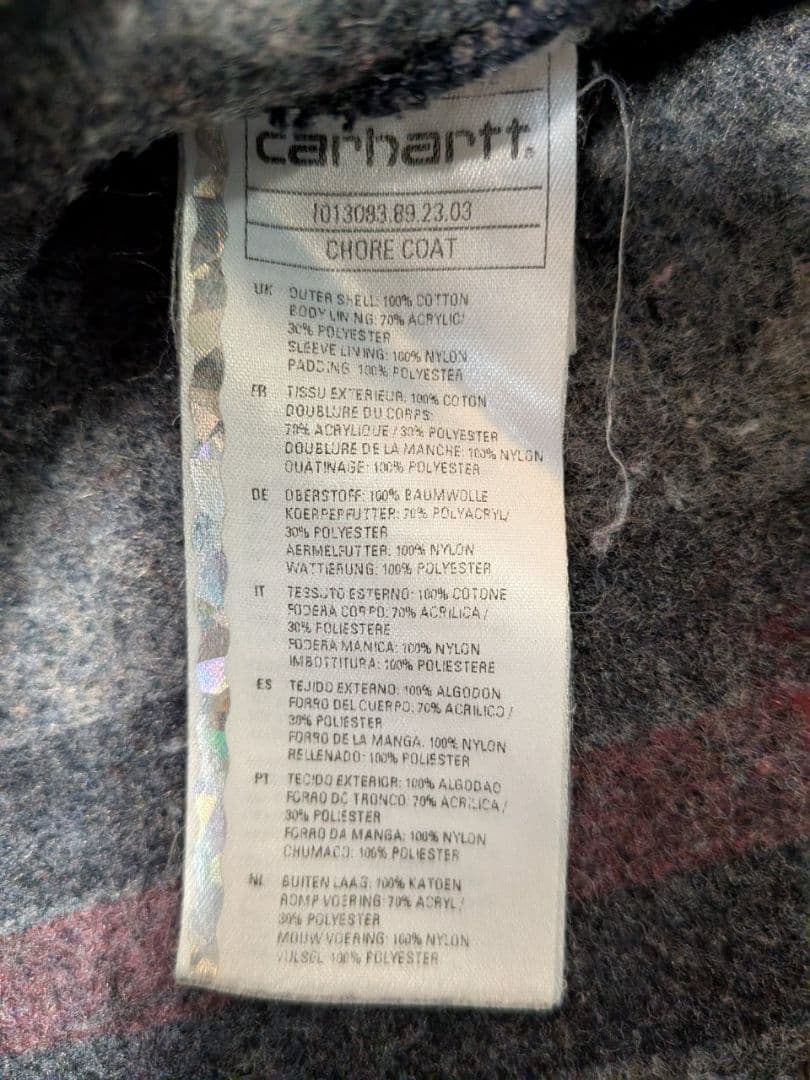 carhartt®
I013093.89.23.03
CHORE COAT
UK OUTER SHELL: 100% COTTON
BODY LINING: 70% ACRYLIC/
30% POLYESTER
SLEEVE LINING: 100% NYLON
PADDING: 100% POLYESTER
FR TISSU EXTERIEUR: 100% COTON
DOUBLURE DU CORPS:
70% ACRYLIQUE / 30% POLYESTER
DOUBLURE DE LA MANCHE: 100% NYLON
OUATINAGE: 100% POLYESTER
DE OBERSTOFF: 100% BAUMWOLLE
KOERPERFUTTER: 70% POLYACRYL/
30% POLYESTER
AERMELFUTTER: 100% NYLON
WATTIERUNG: 100% POLYESTER
IT TESSUTO ESTERNO: 100% COTONE
FODERA CORPO: 70% ACRILICA /
30% POLIESTERE
FODERA MANICA: 100% NYLON
IMBOTTITURA: 100% POLIESTERE
ES TEJIDO EXTERNO: 100% ALGODON
FORRO DEL CUERPO: 70% ACRILICO /
30% POLIESTER
FORRO DE LA MANGA: 100% NYLON
RELLENADO: 100% POLIESTER
PT TECIDO EXTERIOR: 100% ALGODAO
FORRO DO TRONCO: 70% ACRILICA /
30% POLIESTER
FORRO DA MANGA: 100% NYLON
CHUMACO: 100% POLIESTER
NL BUITEN LAAG: 100% KATOEN
ROMP VOERING: 70% ACRYL /
30% POLYESTER
MOUW VOERING: 100% NYLON
VULSEL: 100% POLYESTER